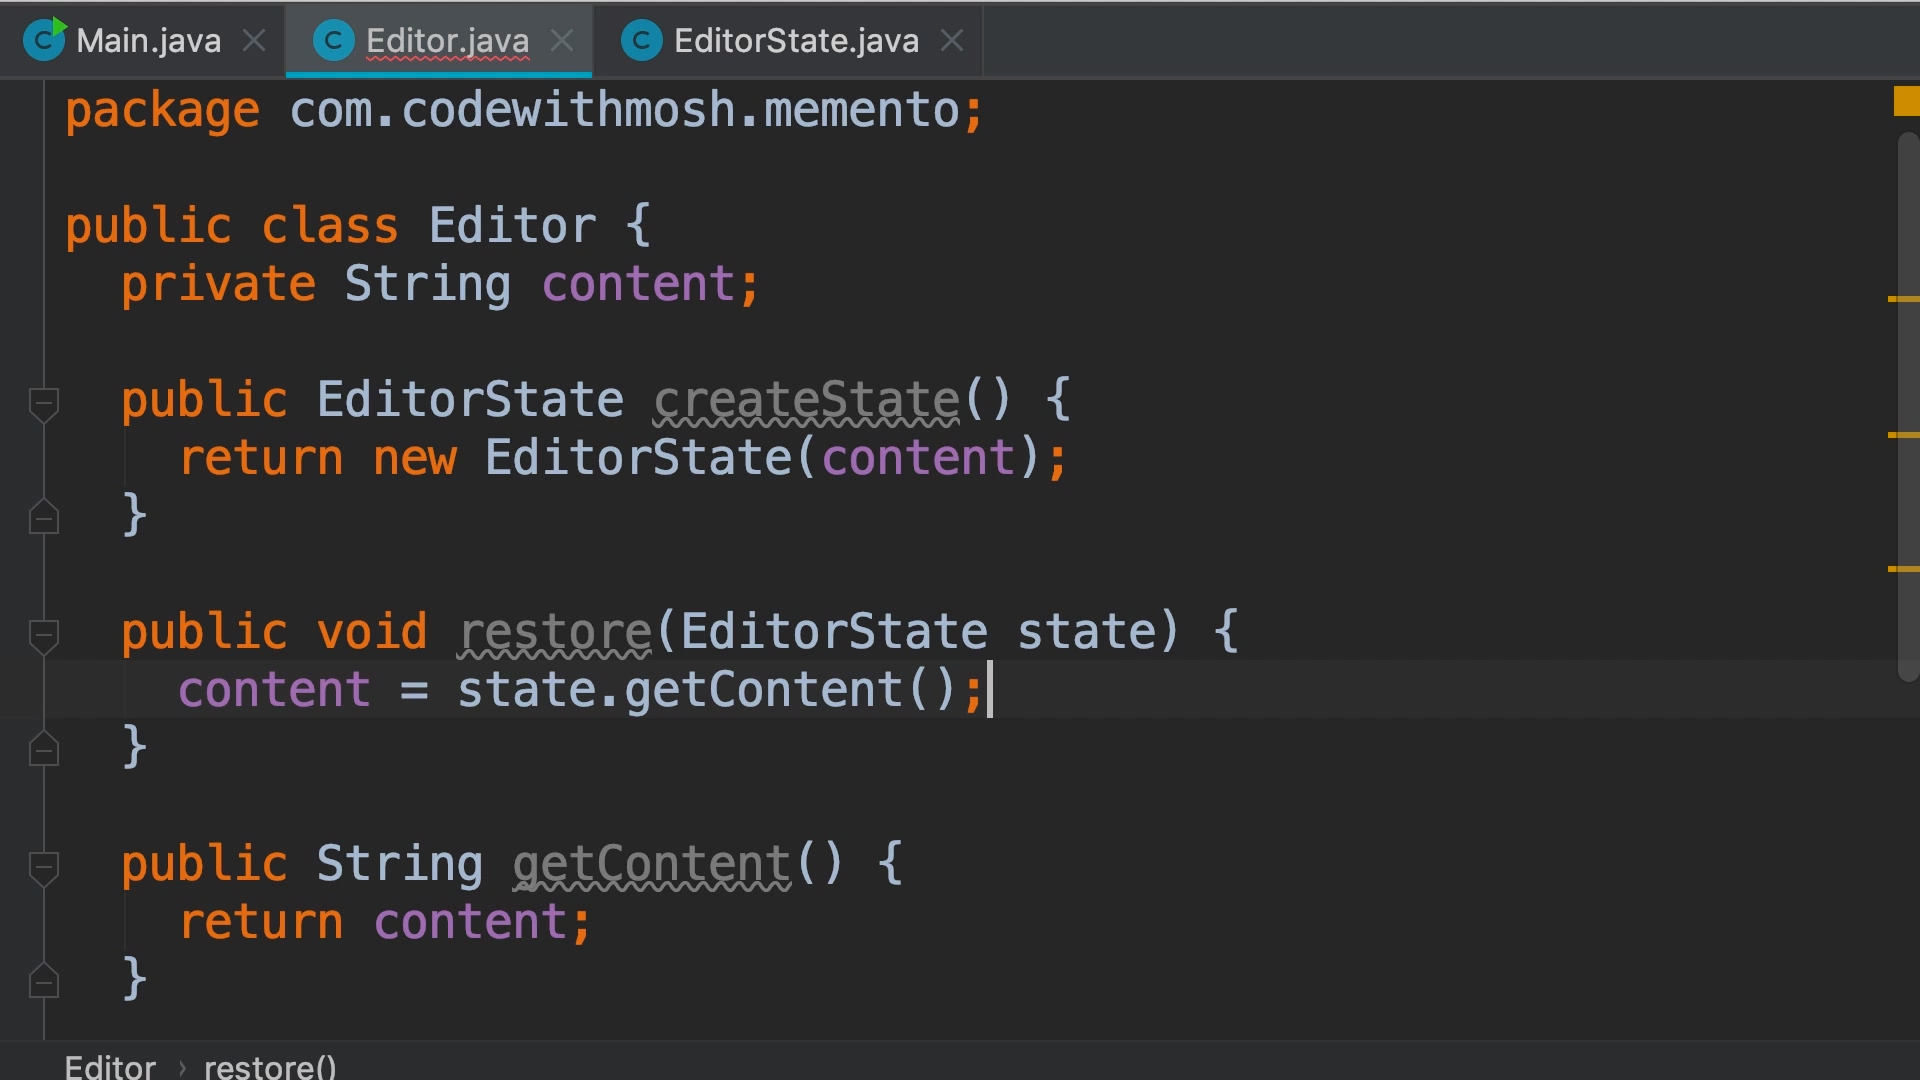 Main.java Editor.java EditorState.java
package com.codewithmosh.memento;
public class Editor {
private String content;
public EditorState createState() {
return new EditorState(content);
}
public void restore(EditorState state) {
content = state.getContent();
}
public String getContent() {
return content;
}
Editor › restore()